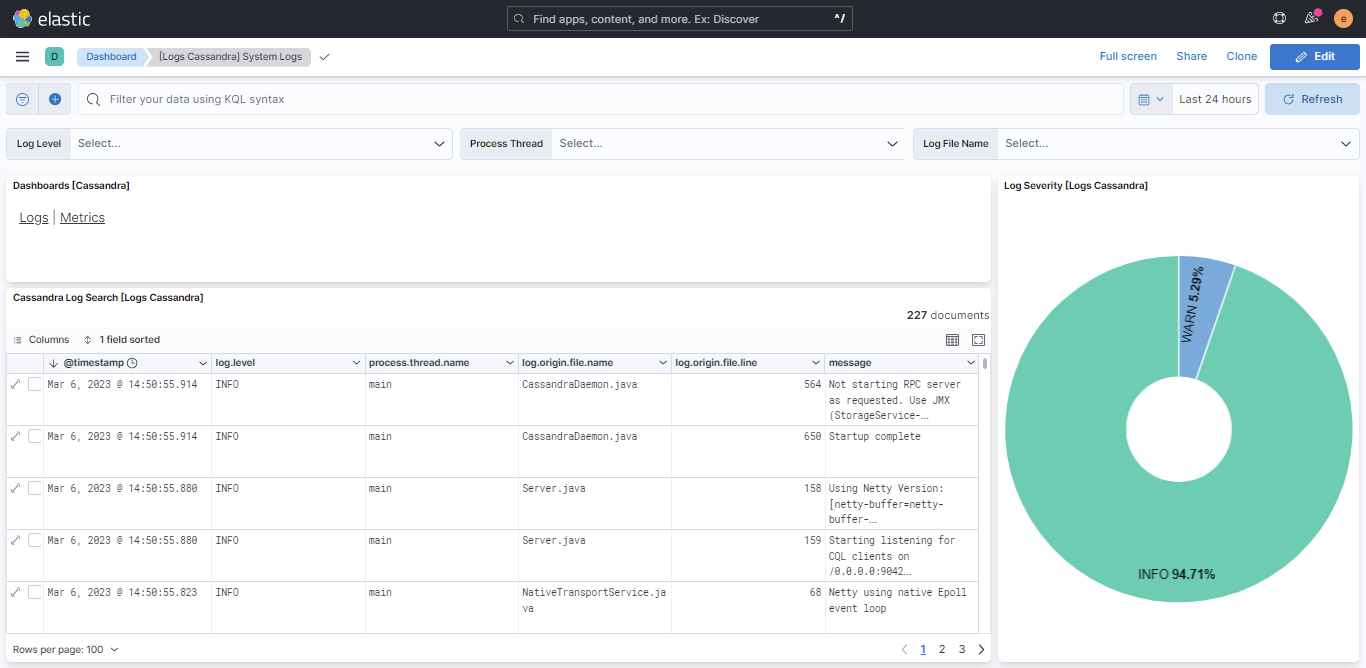 elastic
Find apps, content, and more. Ex: Discover
^/
e
D
Dashboard
[Logs Cassandra] System Logs
Full screen
Share
Clone
Edit
Filter your data using KQL syntax
Last 24 hours
Refresh
Log Level
Select...
Process Thread
Select...
Log File Name
Select...
Dashboards [Cassandra]
Logs | Metrics
Cassandra Log Search [Logs Cassandra]
227 documents
Columns
1 field sorted
@timestamp log.level process.thread.name log.origin.file.name log.origin.file.line message
Mar 6, 2023 @ 14:50:55.914 INFO main CassandraDaemon.java 564 Not starting RPC server
as requested. Use JMX
(StorageService-...
Mar 6, 2023 @ 14:50:55.914 INFO main CassandraDaemon.java 650 Startup complete
Mar 6, 2023 @ 14:50:55.880 INFO main Server.java 158 Using Netty Version:
[netty-buffer=netty-
buffer-...
Mar 6, 2023 @ 14:50:55.880 INFO main Server.java 159 Starting listening for
CQL clients on
/0.0.0.0:9042...
Mar 6, 2023 @ 14:50:55.823 INFO main NativeTransportService.ja 68 Netty using native Epoll
va event loop
Rows per page: 100
1 2 3
Log Severity [Logs Cassandra]
WARN 5.29%
INFO 94.71%